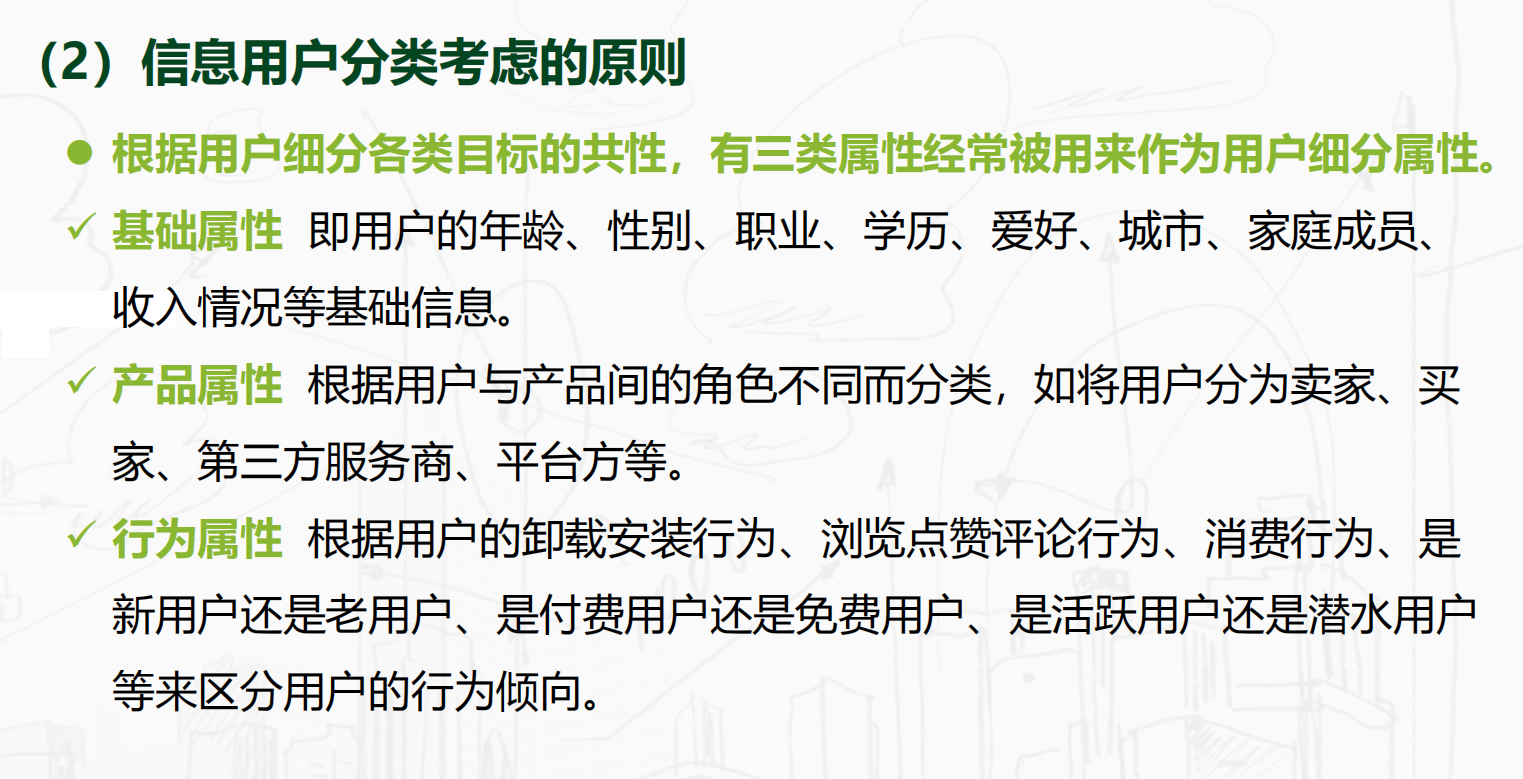 （2）信息用户分类考虑的原则
● 根据用户细分各类目标的共性，有三类属性经常被用来作为用户细分属性。
✓ 基础属性 即用户的年龄、性别、职业、学历、爱好、城市、家庭成员、
收入情况等基础信息。
✓ 产品属性 根据用户与产品间的角色不同而分类，如将用户分为卖家、买
家、第三方服务商、平台方等。
✓ 行为属性 根据用户的卸载安装行为、浏览点赞评论行为、消费行为、是
新用户还是老用户、是付费用户还是免费用户、是活跃用户还是潜水用户
等来区分用户的行为倾向。